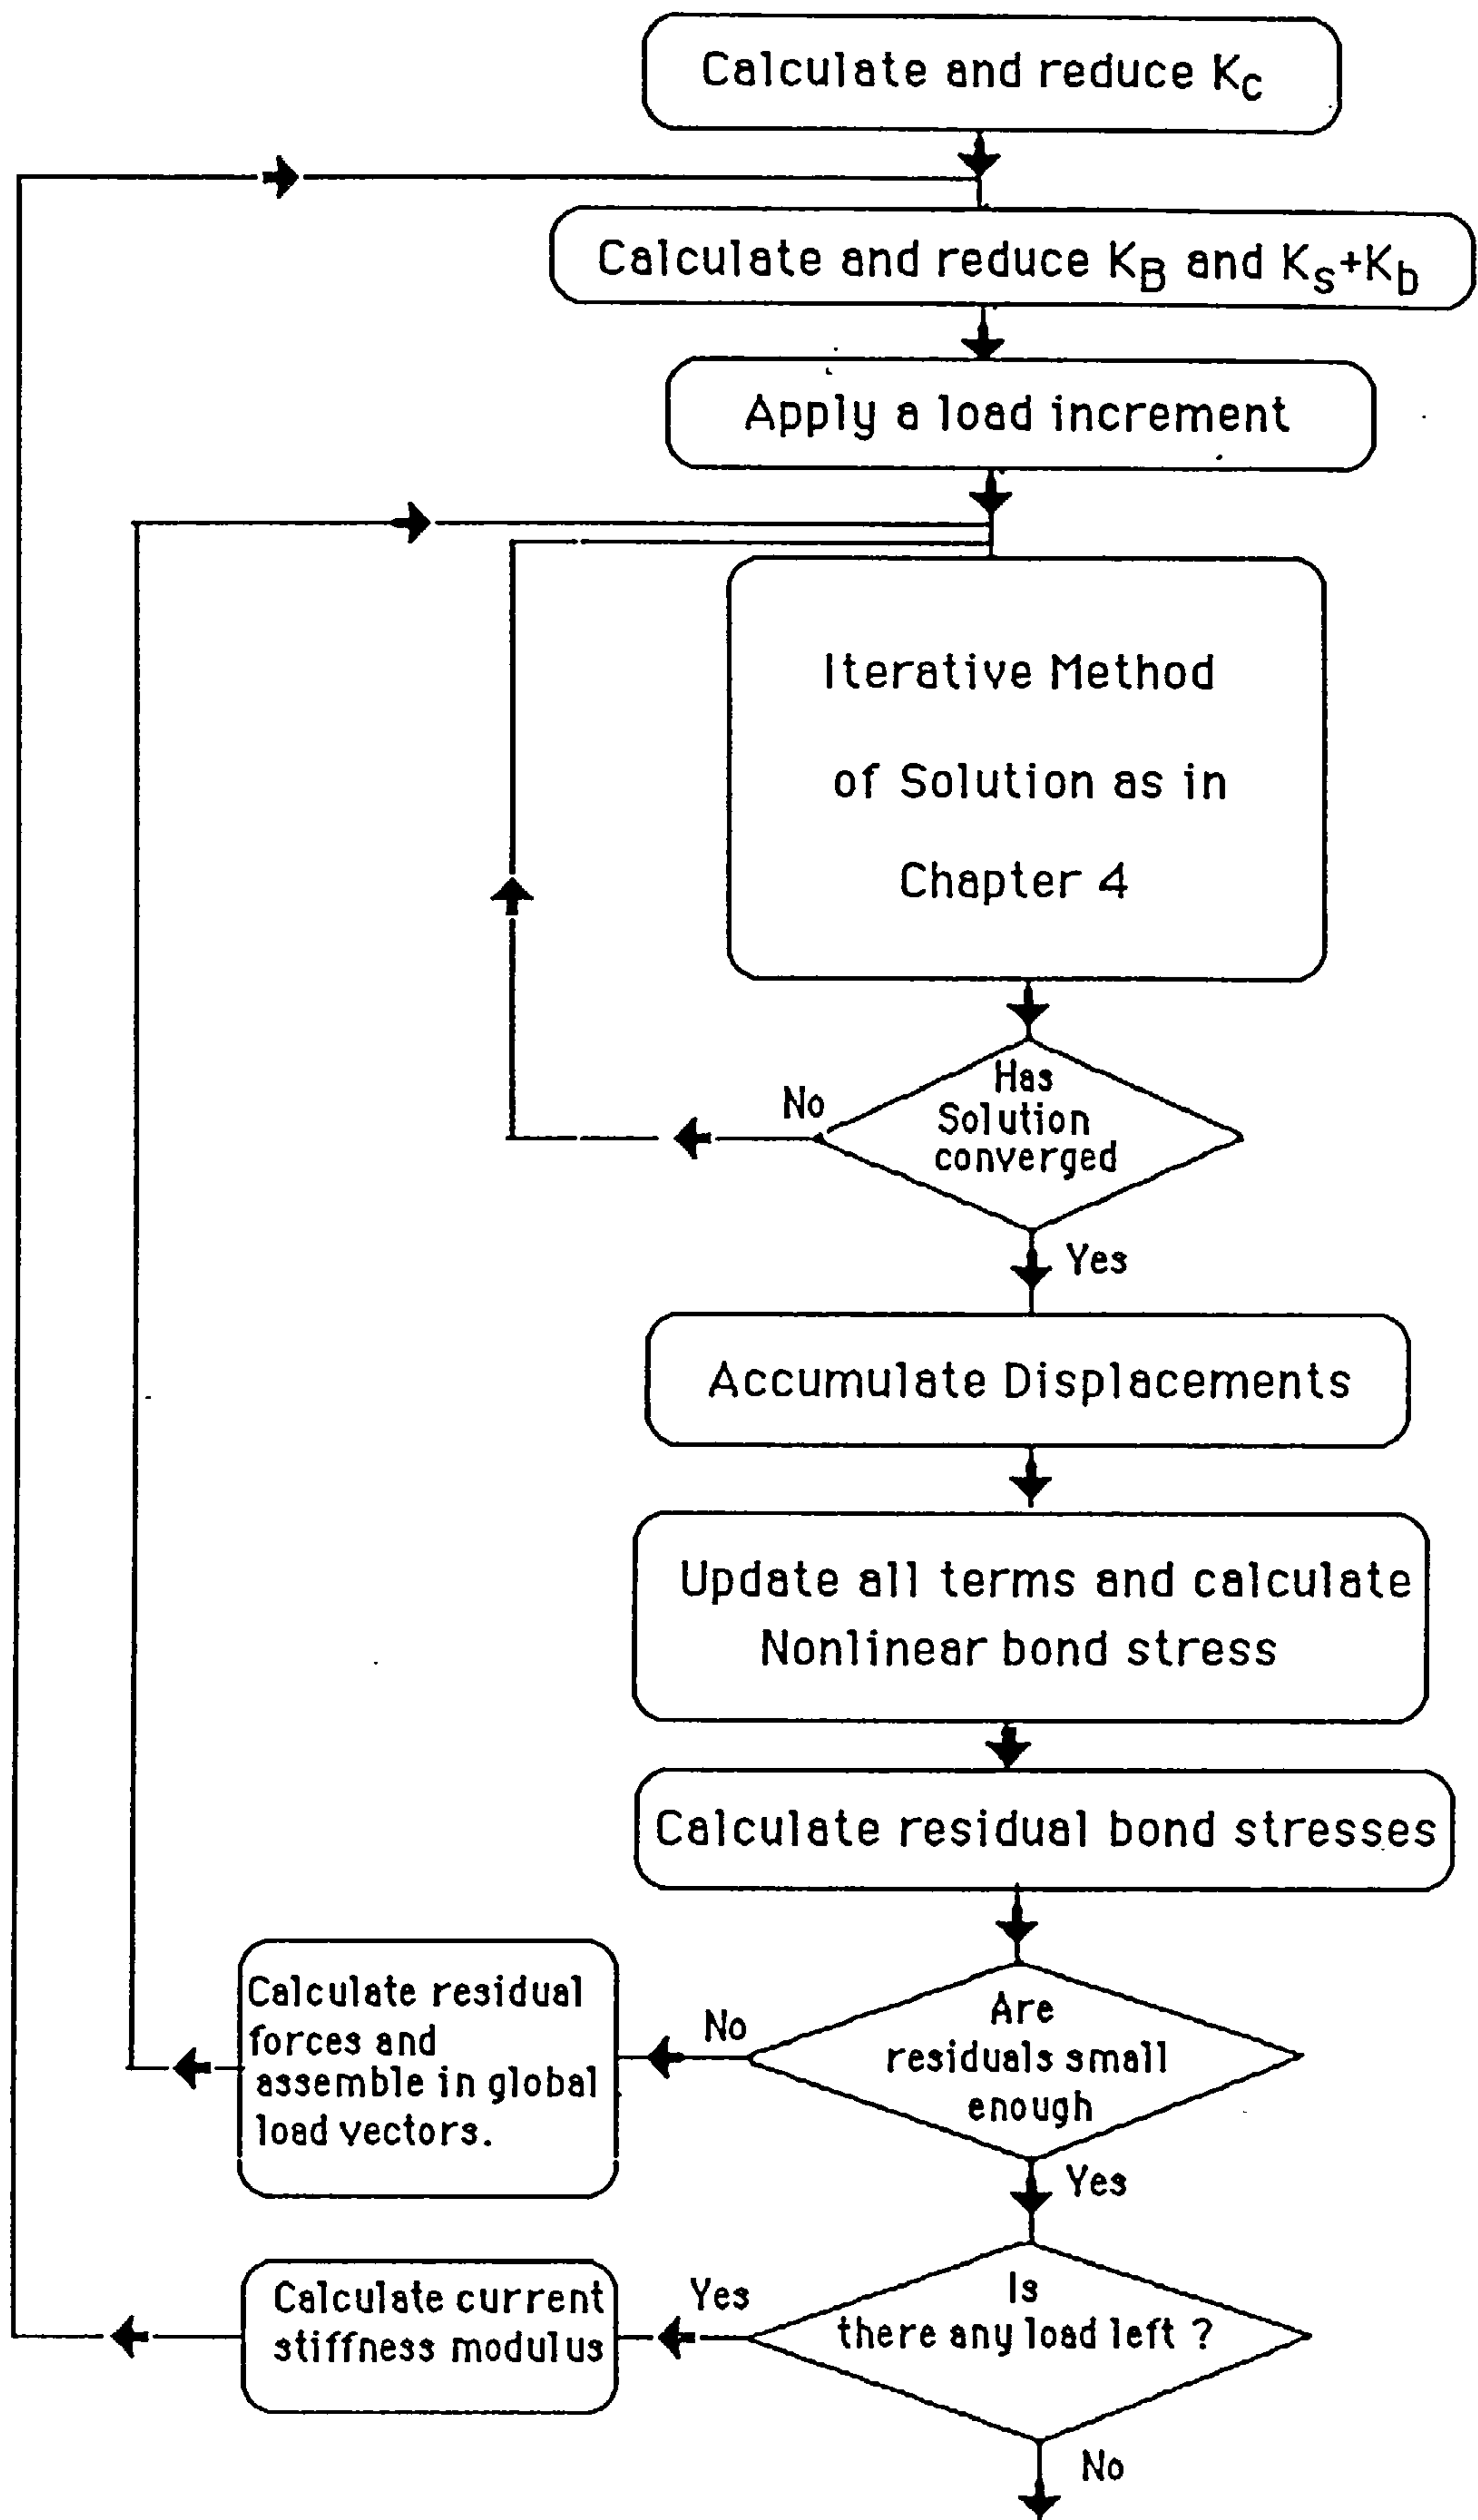 Calculate and reduce Kc
Calculate and reduce KB and Ks+Kb
Apply a load increment
Iterative Method
of Solution as in
Chapter 4
Has
Solution
converged
No
Yes
Accumulate Displacements
Update all terms and calculate
Nonlinear bond stress
Calculate residual bond stresses
Are
residuals small
enough
No
Calculate residual
forces and
assemble in global
load vectors.
Yes
Is
there any load left ?
Yes
Calculate current
stiffness modulus
No